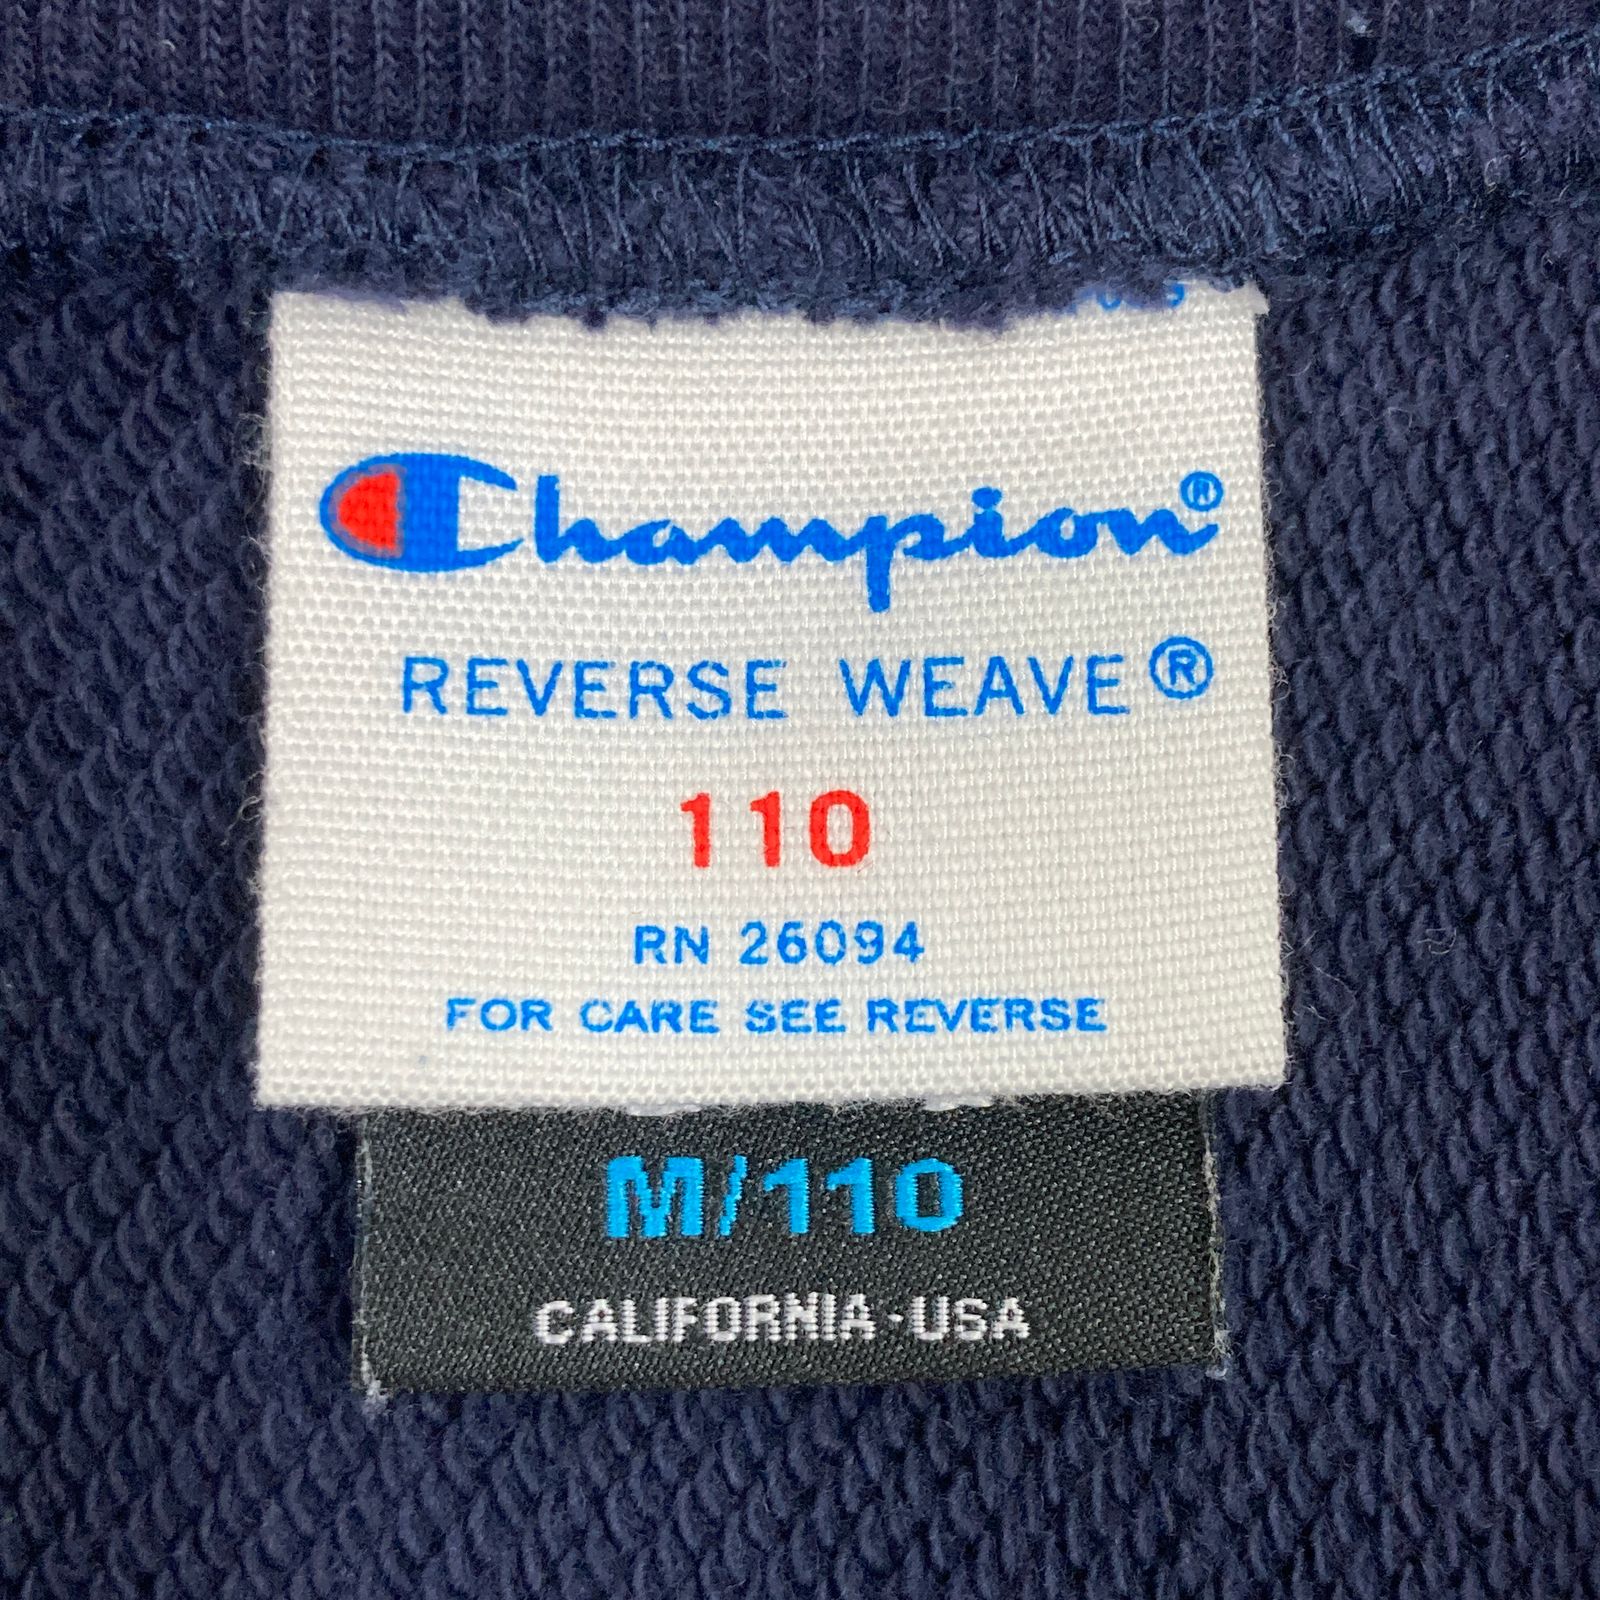 Champion®
REVERSE WEAVE®
110
RN 26094
FOR CARE SEE REVERSE
M/110
CALIFORNIA·USA